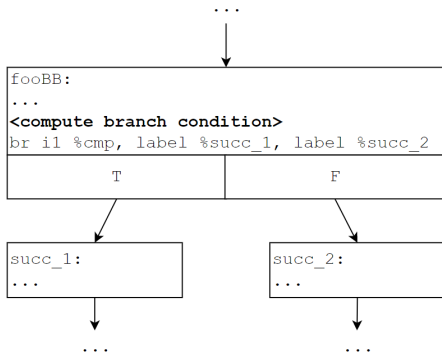 ...
fooBB:
...
<compute branch condition>
br i1 %cmp, label %succ_1, label %succ_2
T
F
succ_1:
...
succ_2:
...
...
...